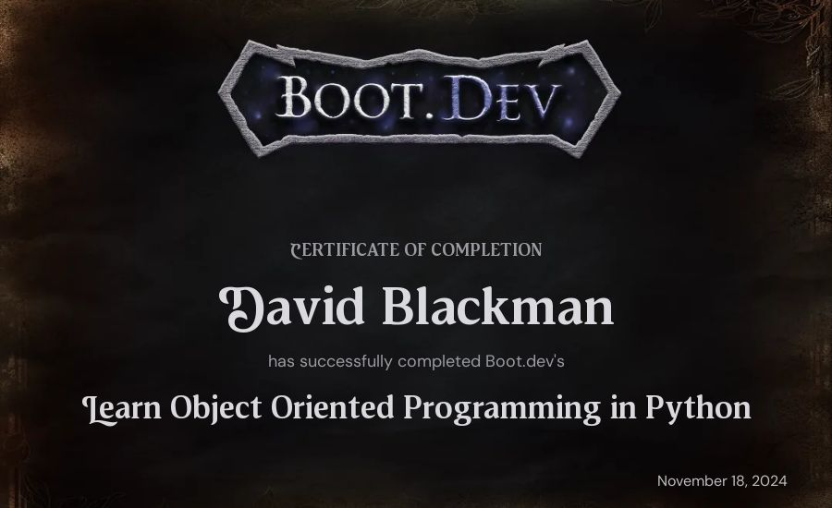 BOOT.DEV
CERTIFICATE OF COMPLETION
David Blackman
has successfully completed Boot.dev's
Learn Object Oriented Programming in Python
November 18, 2024